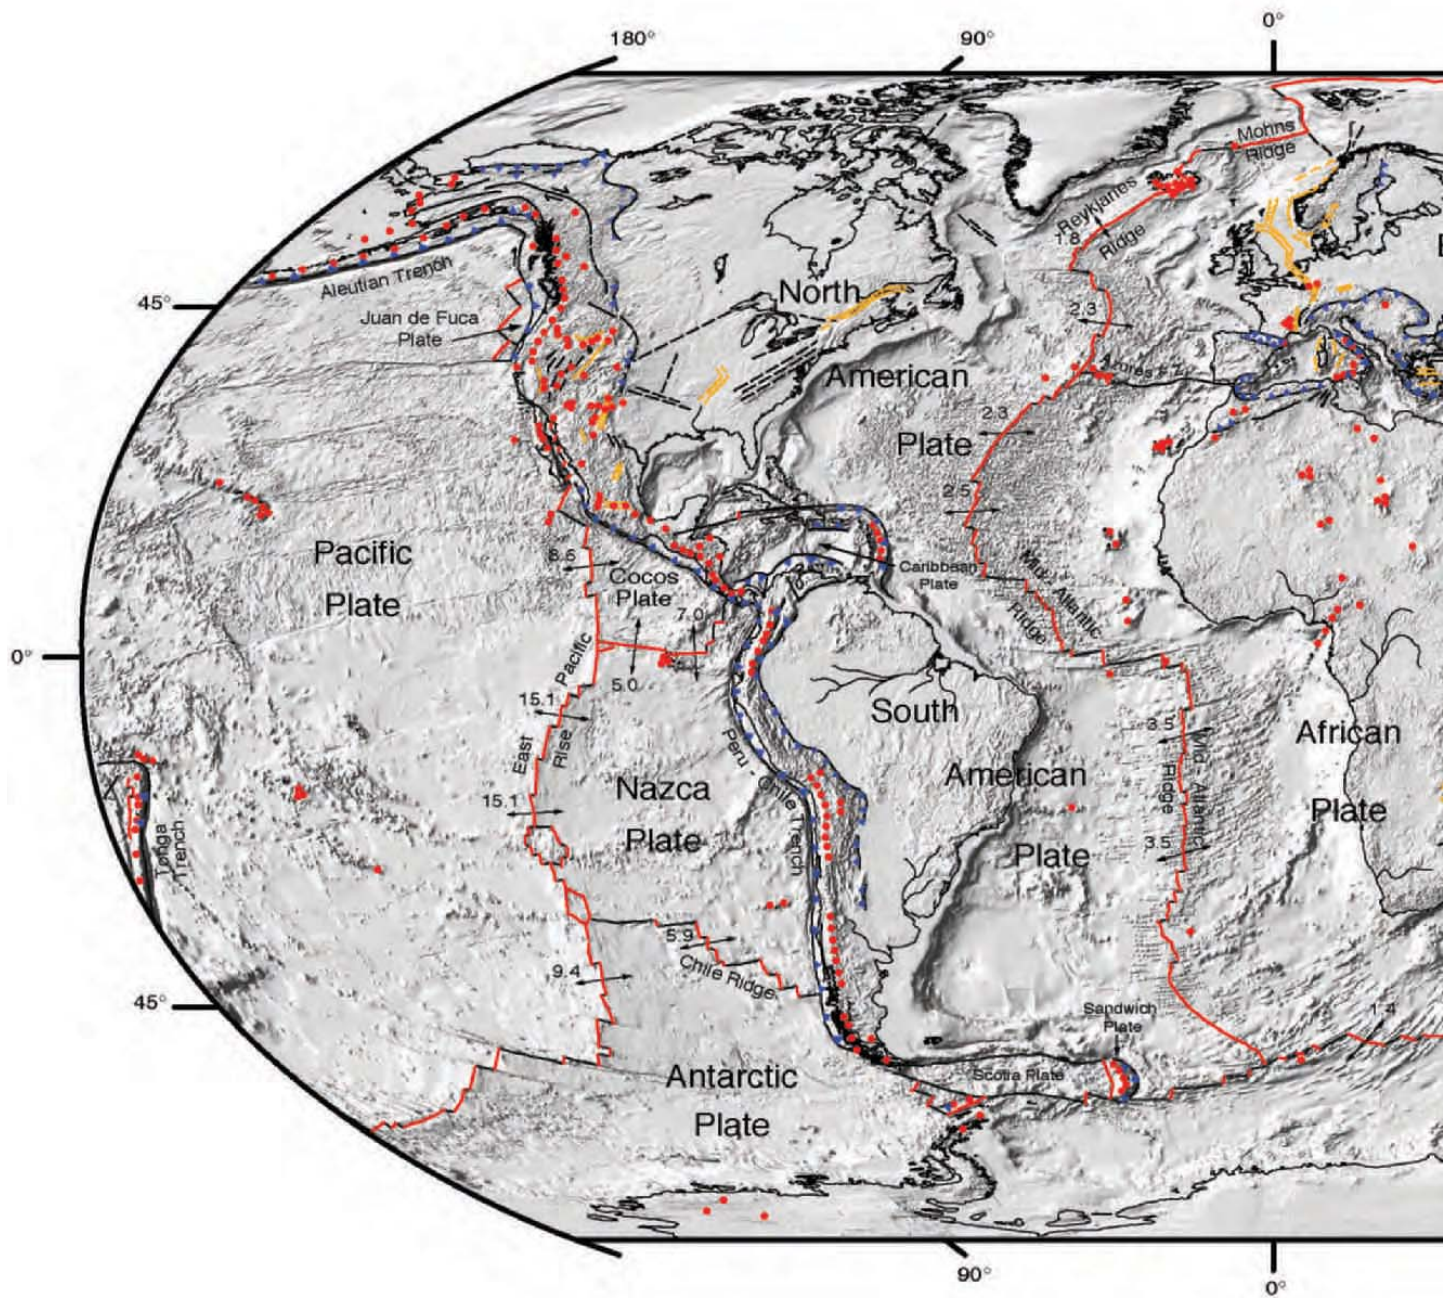 0°
180°
90°
Mohns
Ridge
Reykjanes
Ridge
1.8
45°
Aleutian Trench
Juan de Fuca
Plate
North
2.3
American
Plate
Azores F.Z.
2.3
2.5
Pacific
Plate
8.5
Cocos
Plate
7.0
Caribbean
Plate
Mid-Atlantic
Ridge
0°
5.0
15.1
East
Pacific
Rise
15.1
Nazca
Plate
Peru - Chile Trench
South
American
Plate
3.5
Mid - Atlantic
Ridge
3.5
African
Plate
Tonga
Trench
5.9
Chile Ridge
9.4
45°
Sandwich
Plate
1.4
Scotia Plate
Antarctic
Plate
90°
0°